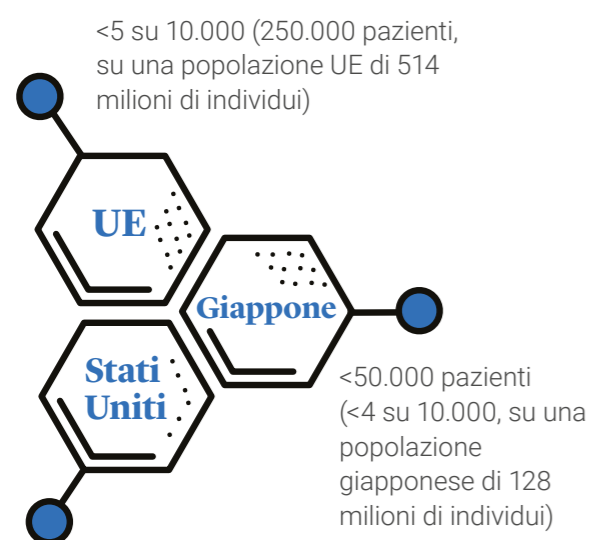 <5 su 10.000 (250.000 pazienti,
su una popolazione UE di 514
milioni di individui)
UE
Giappone
Stati
Uniti
<50.000 pazienti
(<4 su 10.000, su una
popolazione
giapponese di 128
milioni di individui)